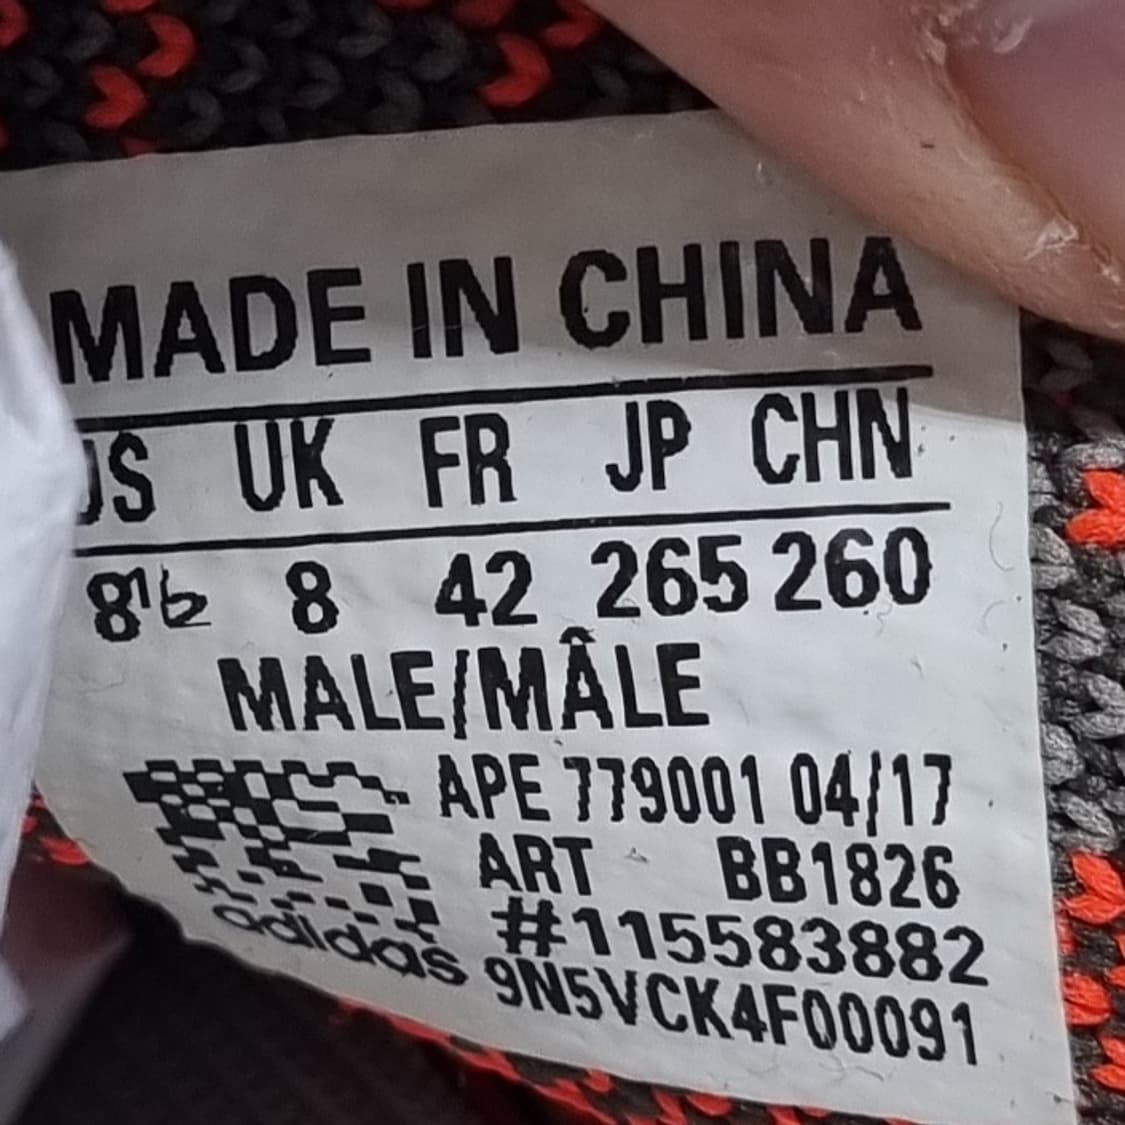 MADE IN CHINA
US UK FR JP CHN
8½ 8 42 265 260
MALE/MÂLE
APE 779001 04/17
ART BB1826
#115583882
adidas 9N5VCK4F00091